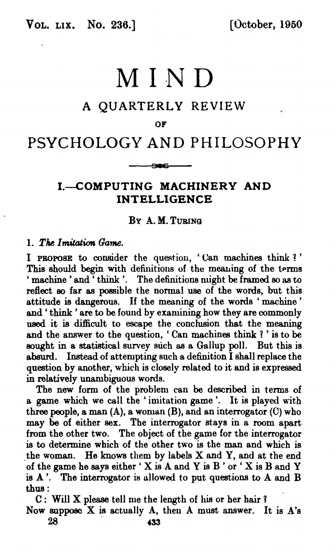 VOL. LIX. No. 236.] [October, 1950
MIND
A QUARTERLY REVIEW
OF
PSYCHOLOGY AND PHILOSOPHY
I.—COMPUTING MACHINERY AND
INTELLIGENCE
BY A. M. TURING
1. The Imitation Game.
I PROPOSE to consider the question, ' Can machines think ? '
This should begin with definitions of the meaning of the terms
' machine ' and ' think '. The definitions might be framed so as to
reflect so far as possible the normal use of the words, but this
attitude is dangerous. If the meaning of the words ' machine '
and ' think ' are to be found by examining how they are commonly
used it is difficult to escape the conclusion that the meaning
and the answer to the question, ' Can machines think ? ' is to be
sought in a statistical survey such as a Gallup poll. But this is
absurd. Instead of attempting such a definition I shall replace the
question by another, which is closely related to it and is expressed
in relatively unambiguous words.
The new form of the problem can be described in terms of
a game which we call the ' imitation game '. It is played with
three people, a man (A), a woman (B), and an interrogator (C) who
may be of either sex. The interrogator stays in a room apart
from the other two. The object of the game for the interrogator
is to determine which of the other two is the man and which is
the woman. He knows them by labels X and Y, and at the end
of the game he says either ' X is A and Y is B ' or ' X is B and Y
is A '. The interrogator is allowed to put questions to A and B
thus :
C : Will X please tell me the length of his or her hair ?
Now suppose X is actually A, then A must answer. It is A's
28 433